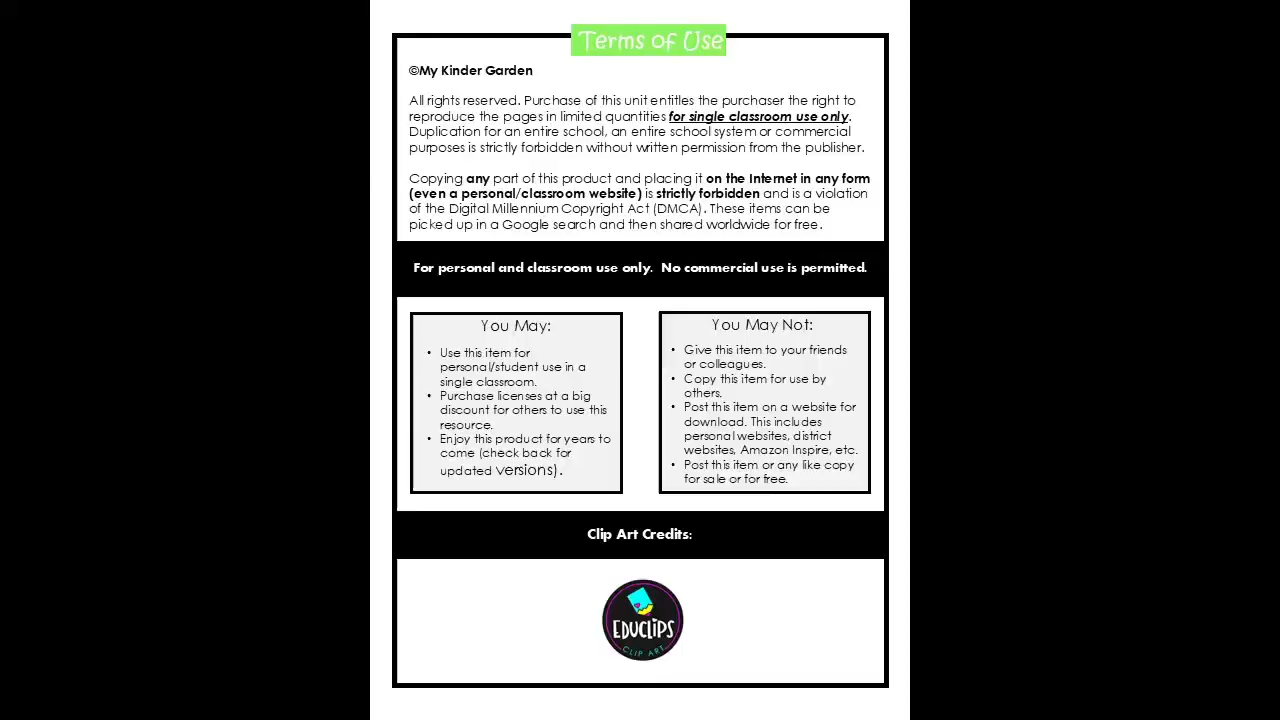 Terms of Use
©My Kinder Garden
All rights reserved. Purchase of this unit entitles the purchaser the right to
reproduce the pages in limited quantities for single classroom use only.
Duplication for an entire school, an entire school system or commercial
purposes is strictly forbidden without written permission from the publisher.
Copying any part of this product and placing it on the Internet in any form
(even a personal/classroom website) is strictly forbidden and is a violation
of the Digital Millennium Copyright Act (DMCA). These items can be
picked up in a Google search and then shared worldwide for free.
For personal and classroom use only. No commercial use is permitted.
You May:
• Use this item for
personal/student use in a
single classroom.
• Purchase licenses at a big
discount for others to use this
resource.
• Enjoy this product for years to
come (check back for
updated versions).
You May Not:
• Give this item to your friends
or colleagues.
• Copy this item for use by
others.
• Post this item on a website for
download. This includes
personal websites, district
websites, Amazon Inspire, etc.
• Post this item or any like copy
for sale or for free.
Clip Art Credits:
EDUCLIPS
CLIP ART